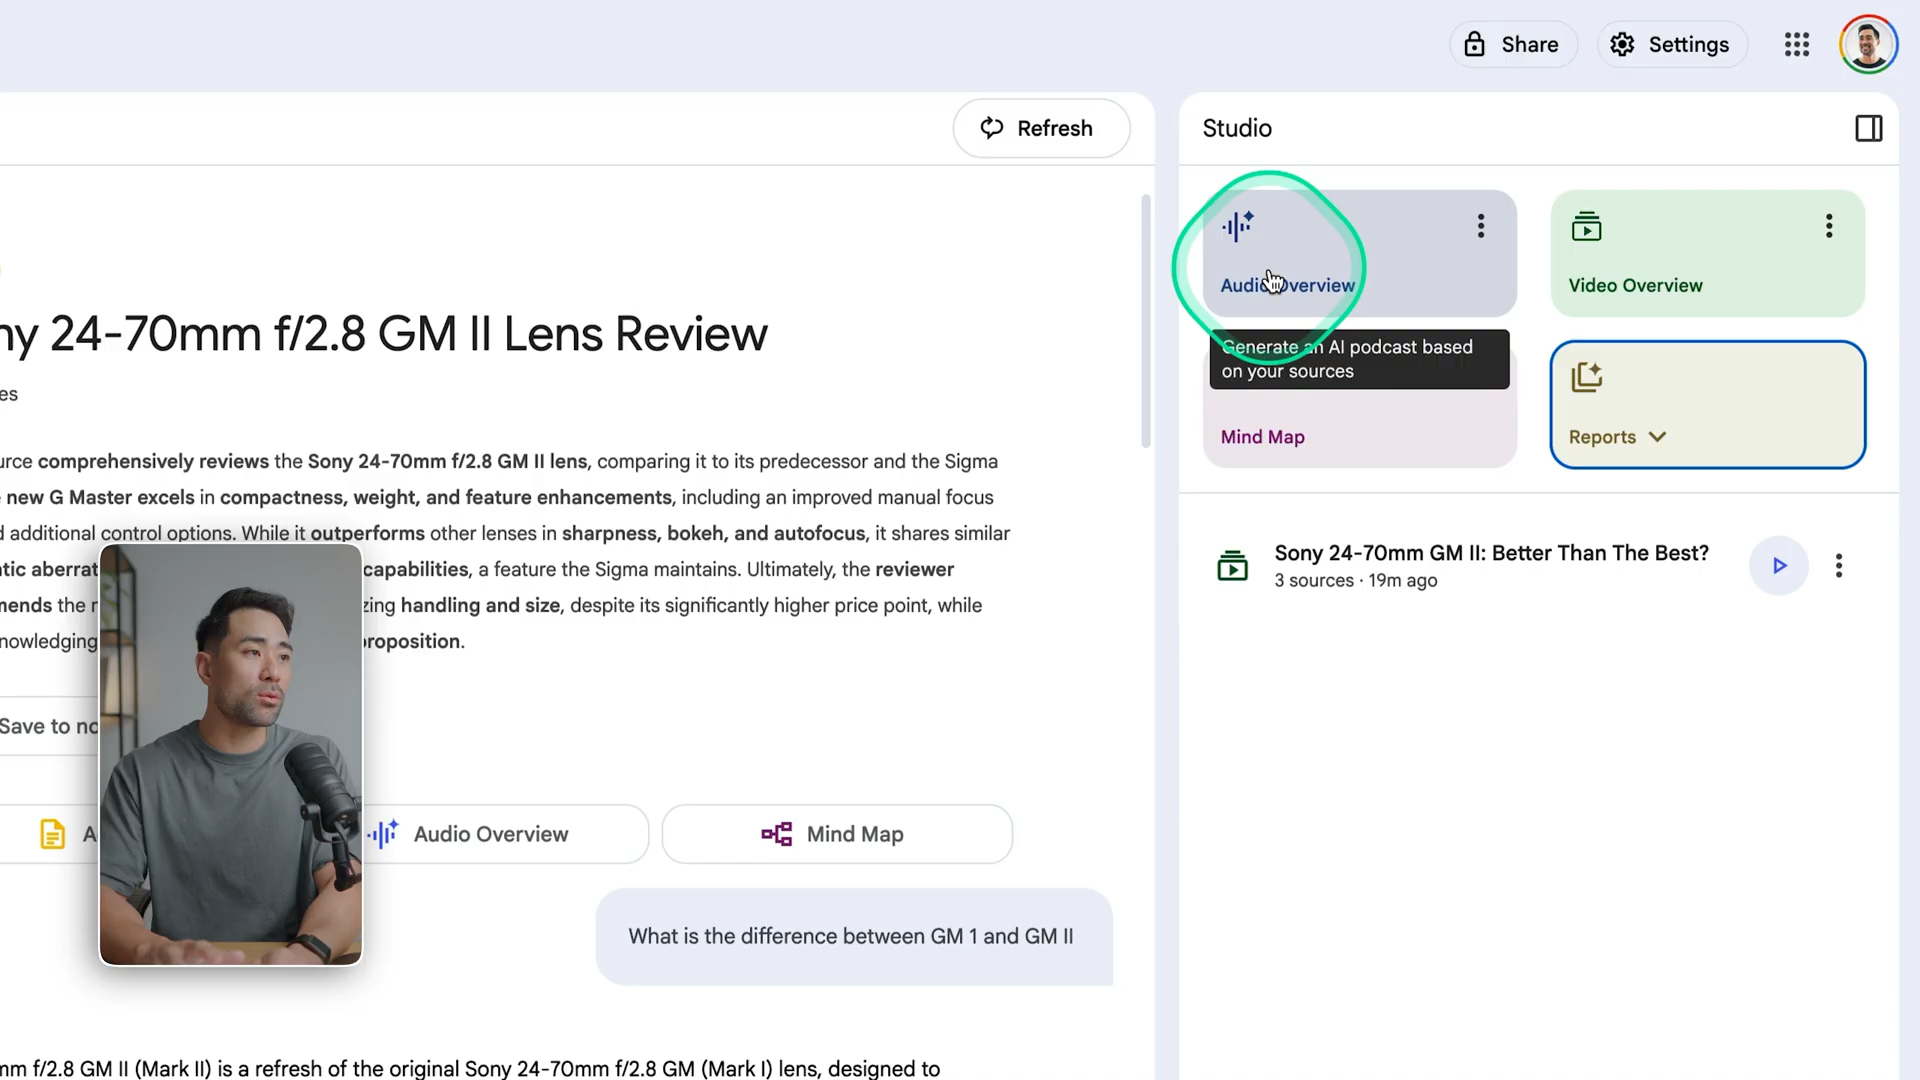 Share
Settings
Refresh
Studio
Audio Overview
Video Overview
Generate an AI podcast based
on your sources
Mind Map
Reports
ny 24-70mm f/2.8 GM II Lens Review
es
urce comprehensively reviews the Sony 24-70mm f/2.8 GM II lens, comparing it to its predecessor and the Sigma
new G Master excels in compactness, weight, and feature enhancements, including an improved manual focus
d additional control options. While it outperforms other lenses in sharpness, bokeh, and autofocus, it shares similar
tic aberrat capabilities, a feature the Sigma maintains. Ultimately, the reviewer
mends the r zing handling and size, despite its significantly higher price point, while
nowledging proposition.
Sony 24-70mm GM II: Better Than The Best?
3 sources · 19m ago
Save to no
A
Audio Overview
Mind Map
What is the difference between GM 1 and GM II
mm f/2.8 GM II (Mark II) is a refresh of the original Sony 24-70mm f/2.8 GM (Mark I) lens, designed to